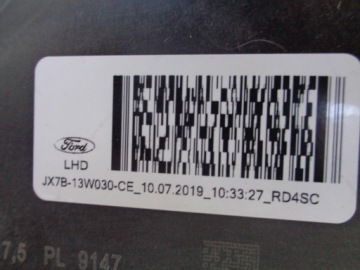 Ford
LHD
JX7B-13W030-CE_10.07.2019_10:33:27_RD4SC
7,5 PL 9147